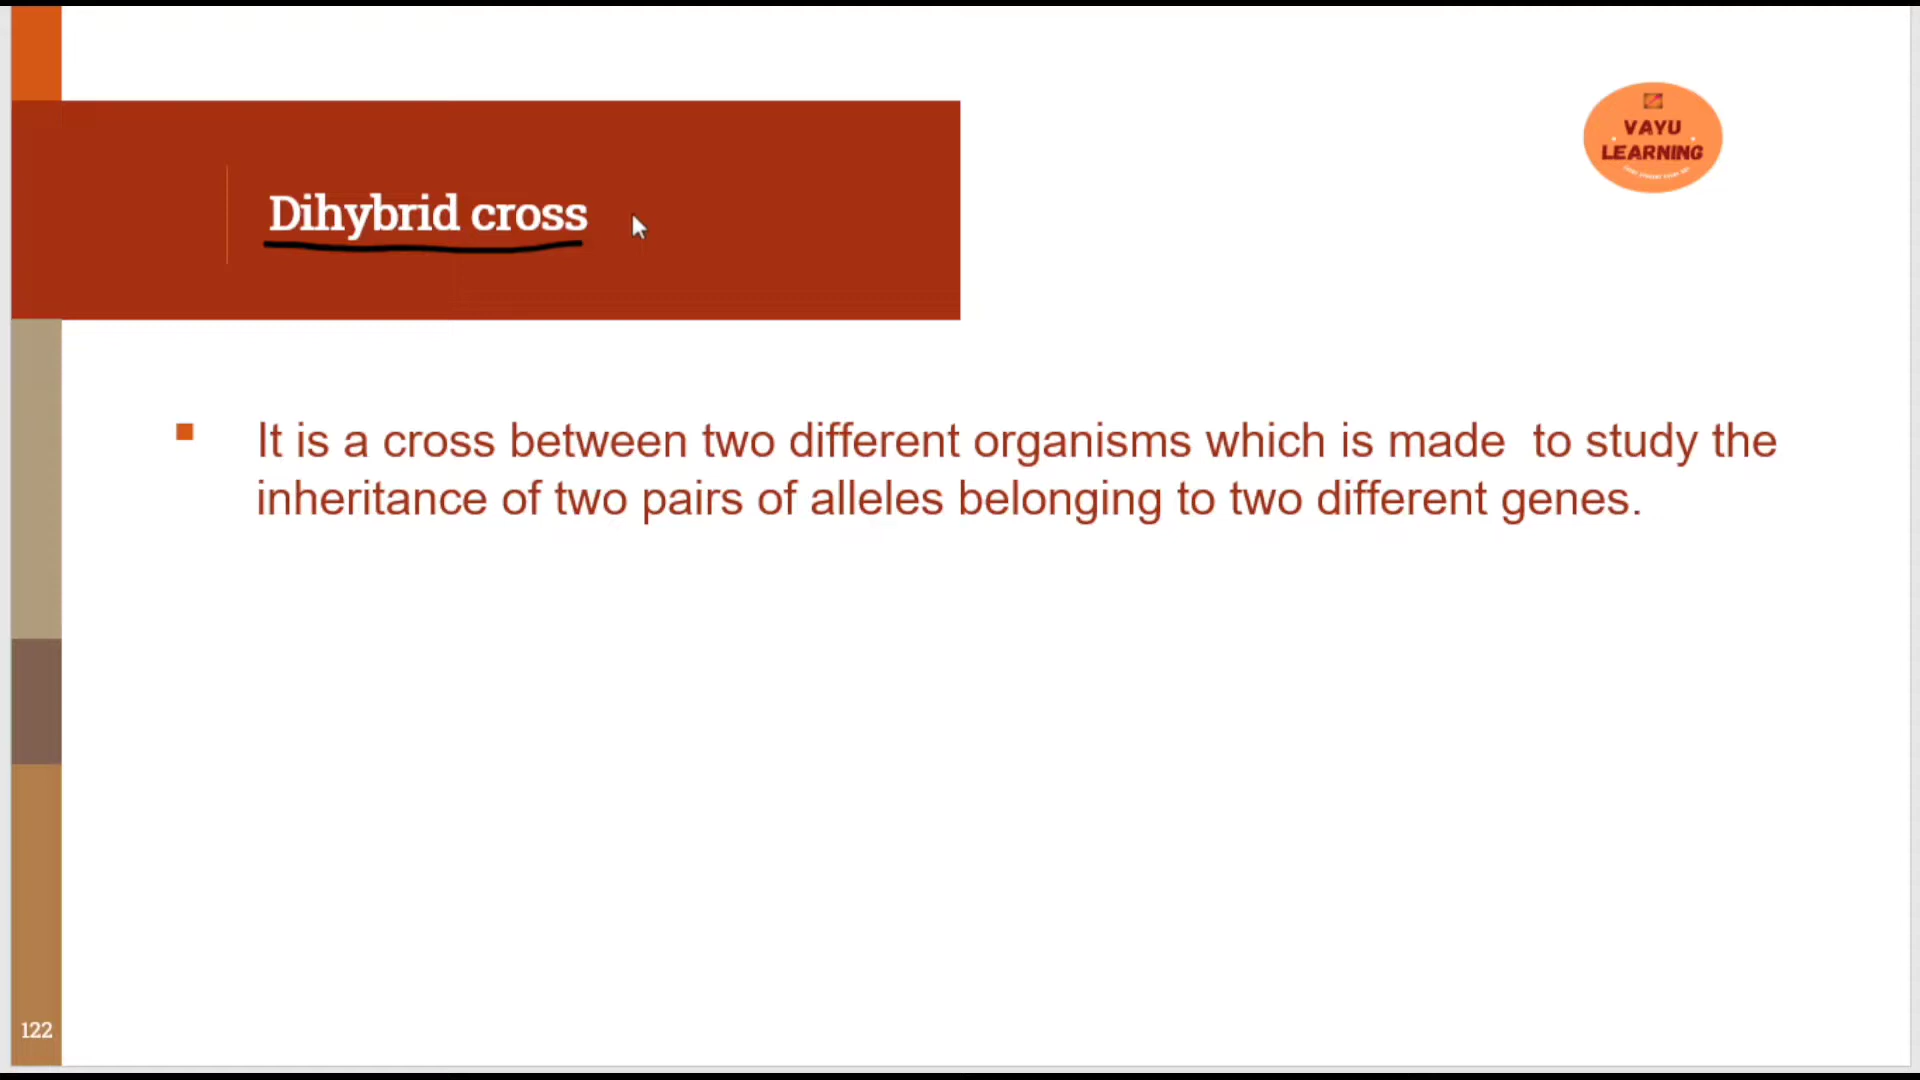 VAYU
LEARNING
Dihybrid cross
It is a cross between two different organisms which is made  to study the
inheritance of two pairs of alleles belonging to two different genes.
122